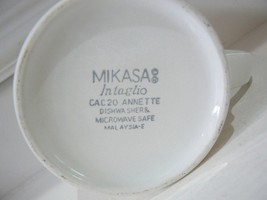 MIKASA
Intaglio
CAC20 ANNETTE
DISHWASHER &
MICROWAVE SAFE
MALAYSIA-E